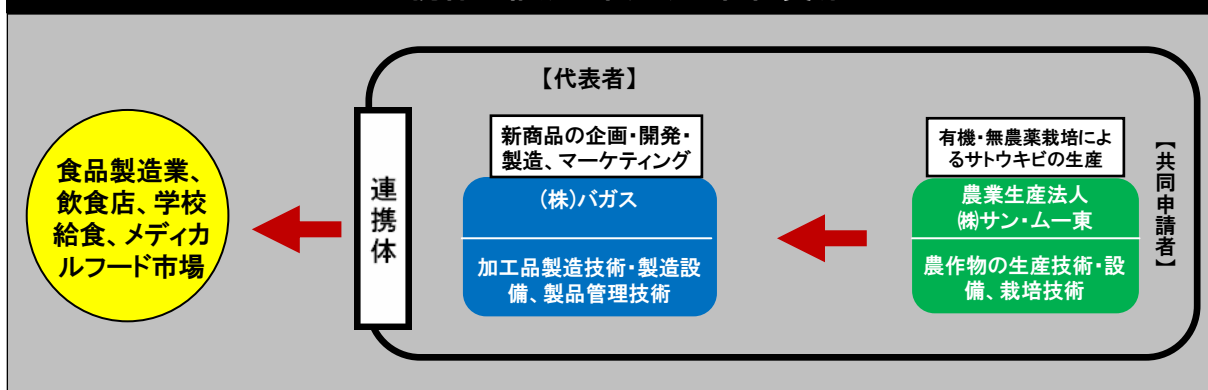 【代表者】
新商品の企画・開発・
製造、マーケティング
(株)バガス
加工品製造技術・製造設
備、製品管理技術
有機・無農薬栽培によ
るサトウキビの生産
農業生産法人
㈱サン・ムー東
農作物の生産技術・設
備、栽培技術
【共同申請者】
連携体
食品製造業、
飲食店、学校
給食、メディカ
ルフード市場